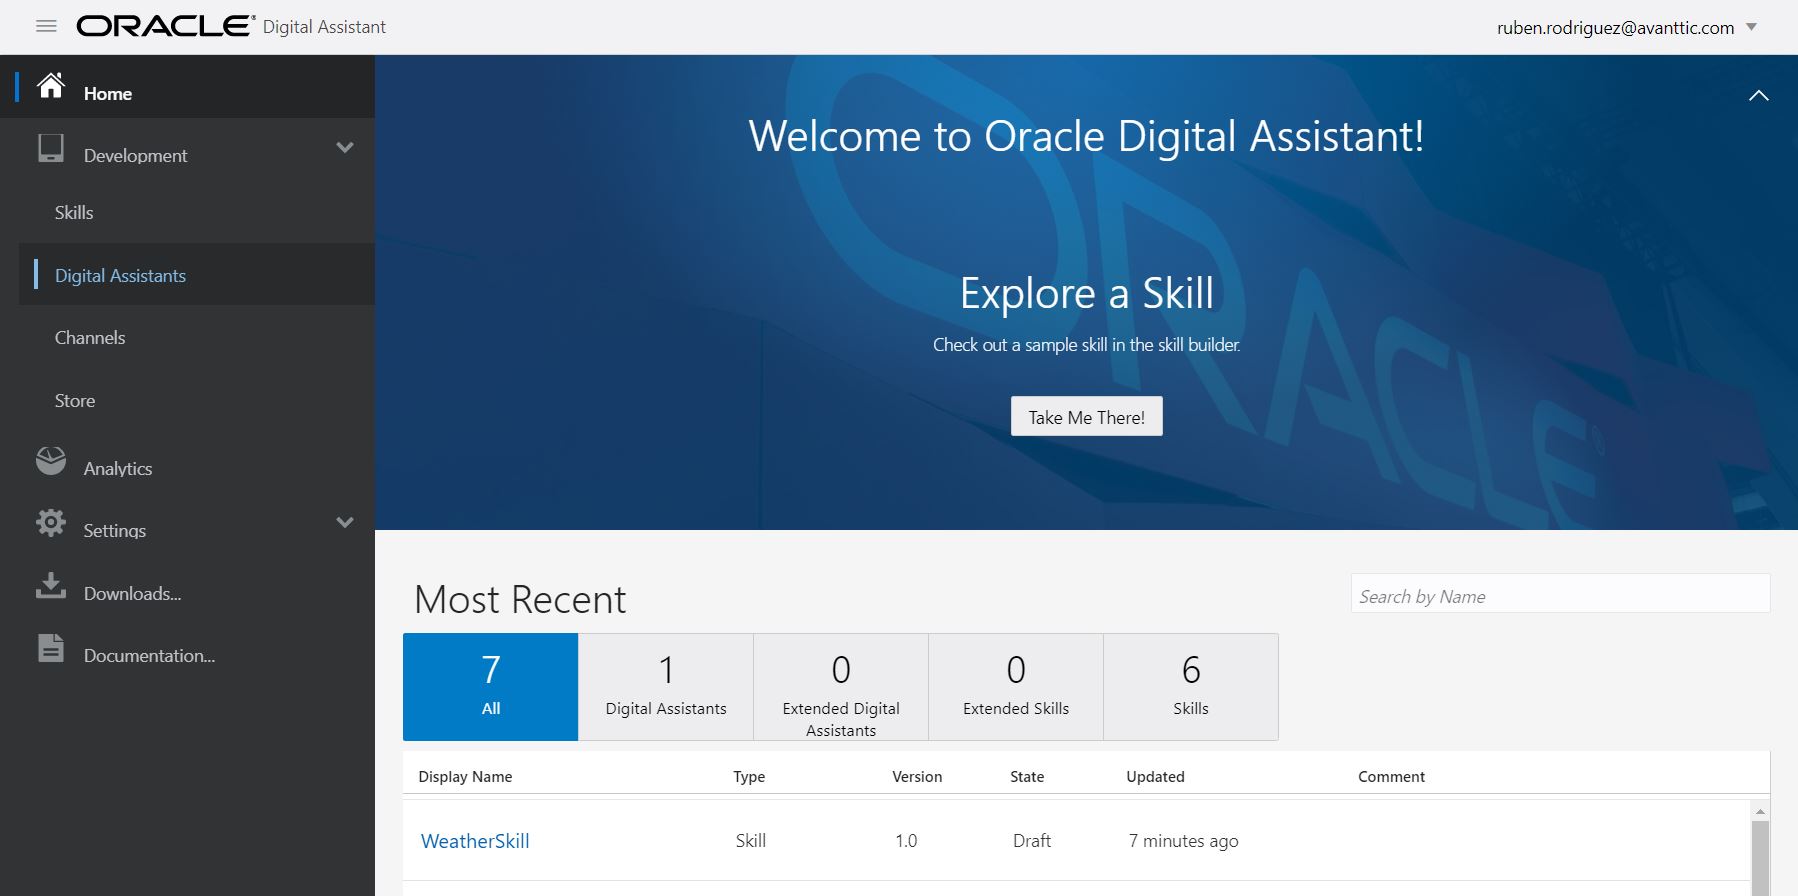 ORACLE® Digital Assistant
ruben.rodriguez@avanttic.com
Home
Development
Skills
Digital Assistants
Channels
Store
Analytics
Settings
Downloads...
Documentation...
Welcome to Oracle Digital Assistant!
Explore a Skill
Check out a sample skill in the skill builder.
Take Me There!
ORACLE®
Most Recent
Search by Name
7
All
1
Digital Assistants
0
Extended Digital
Assistants
0
Extended Skills
6
Skills
Display Name Type Version State Updated Comment
WeatherSkill Skill 1.0 Draft 7 minutes ago